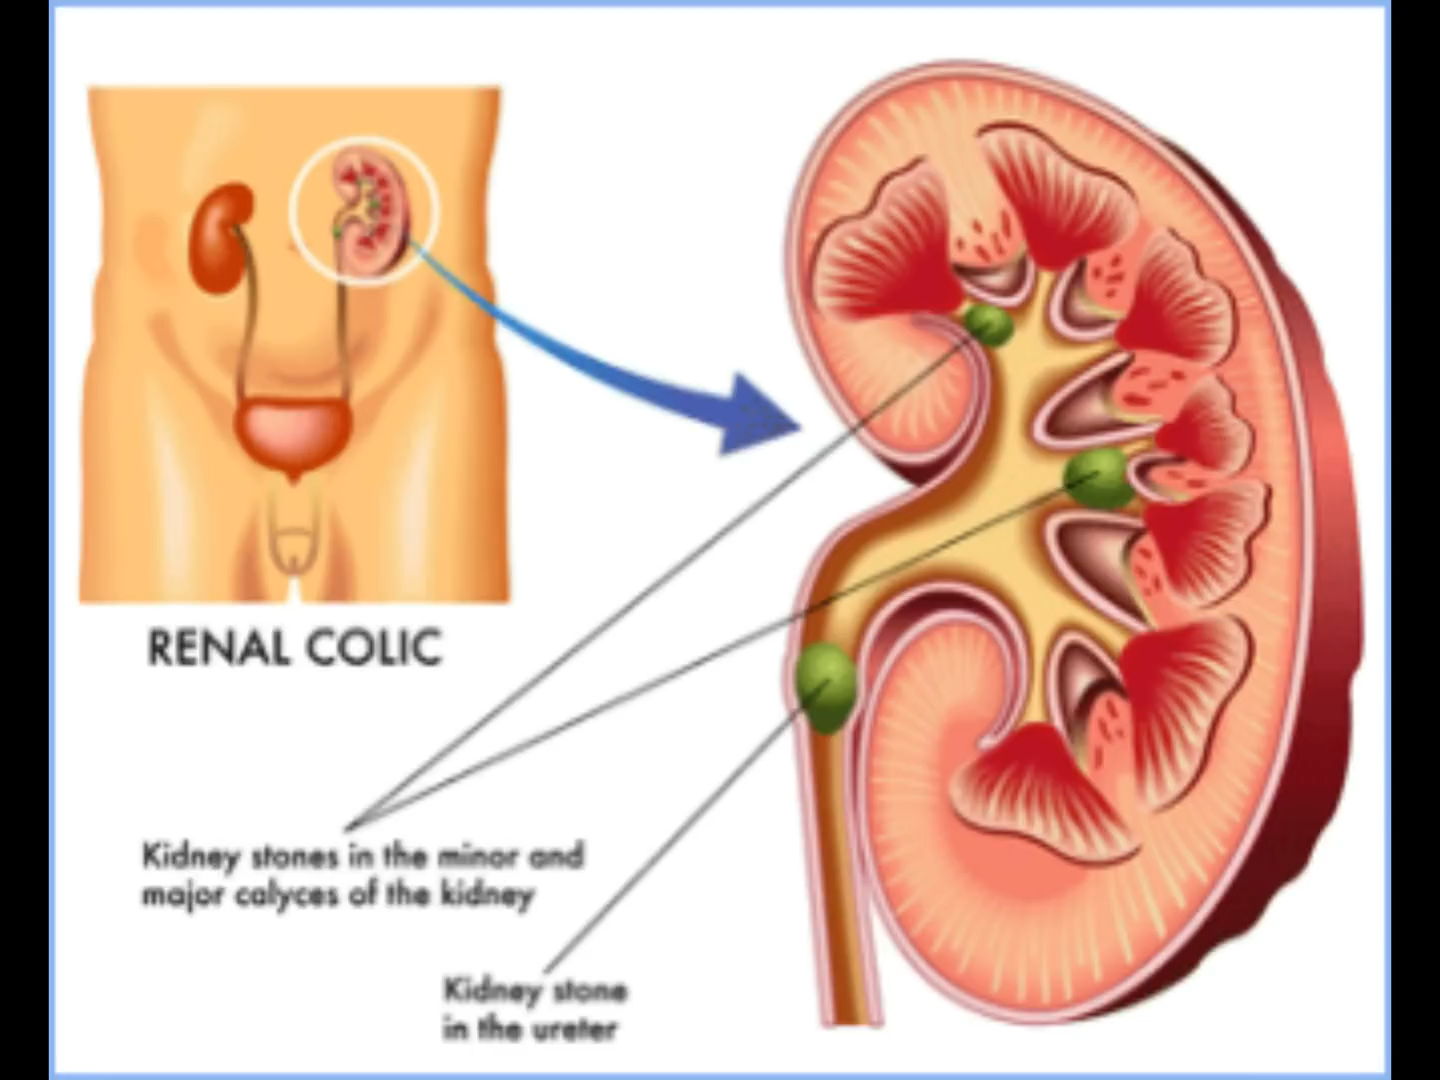 RENAL COLIC
Kidney stones in the minor and
major calyces of the kidney
Kidney stone
in the ureter